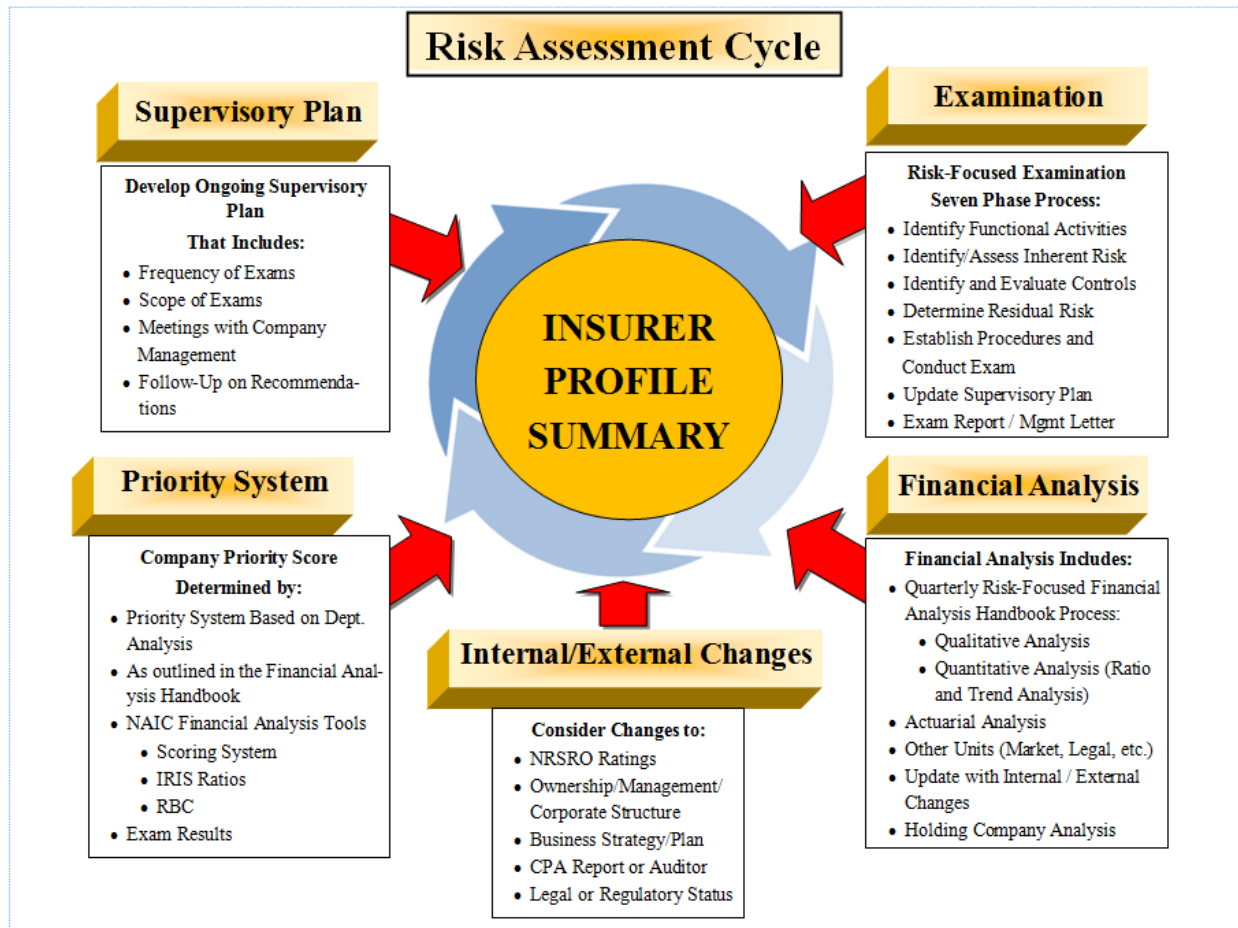 Risk Assessment Cycle
Supervisory Plan
Develop Ongoing Supervisory
Plan
That Includes:
• Frequency of Exams
• Scope of Exams
• Meetings with Company
Management
• Follow-Up on Recommenda-
tions
Examination
Risk-Focused Examination
Seven Phase Process:
• Identify Functional Activities
• Identify/Assess Inherent Risk
• Identify and Evaluate Controls
• Determine Residual Risk
• Establish Procedures and
Conduct Exam
• Update Supervisory Plan
• Exam Report / Mgmt Letter
INSURER
PROFILE
SUMMARY
Priority System
Company Priority Score
Determined by:
• Priority System Based on Dept.
Analysis
• As outlined in the Financial Anal-
ysis Handbook
• NAIC Financial Analysis Tools
• Scoring System
• IRIS Ratios
• RBC
• Exam Results
Internal/External Changes
Consider Changes to:
• NRSRO Ratings
• Ownership/Management/
Corporate Structure
• Business Strategy/Plan
• CPA Report or Auditor
• Legal or Regulatory Status
Financial Analysis
Financial Analysis Includes:
• Quarterly Risk-Focused Financial
Analysis Handbook Process:
• Qualitative Analysis
• Quantitative Analysis (Ratio
and Trend Analysis)
• Actuarial Analysis
• Other Units (Market, Legal, etc.)
• Update with Internal / External
Changes
• Holding Company Analysis